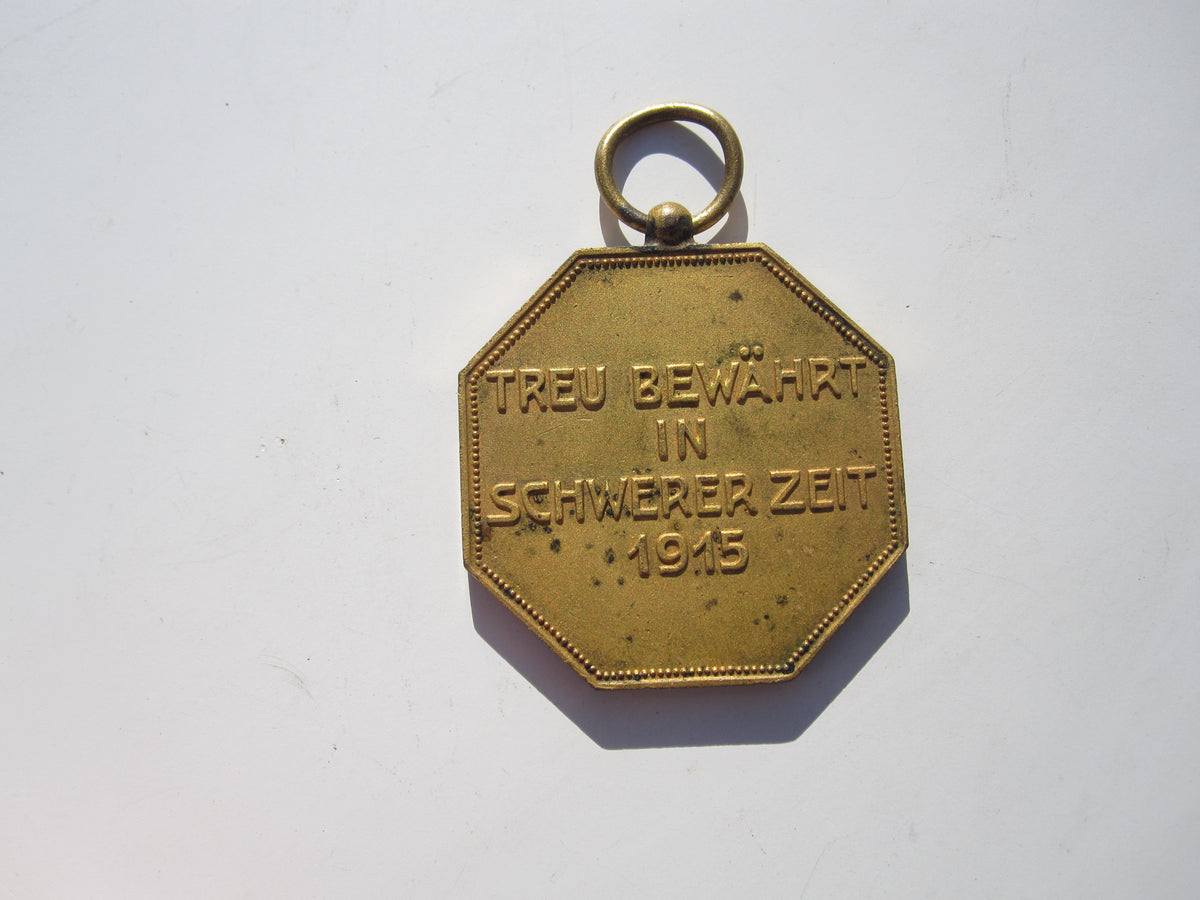 TREU BEWÄHRT
IN
SCHWERER ZEIT
1915